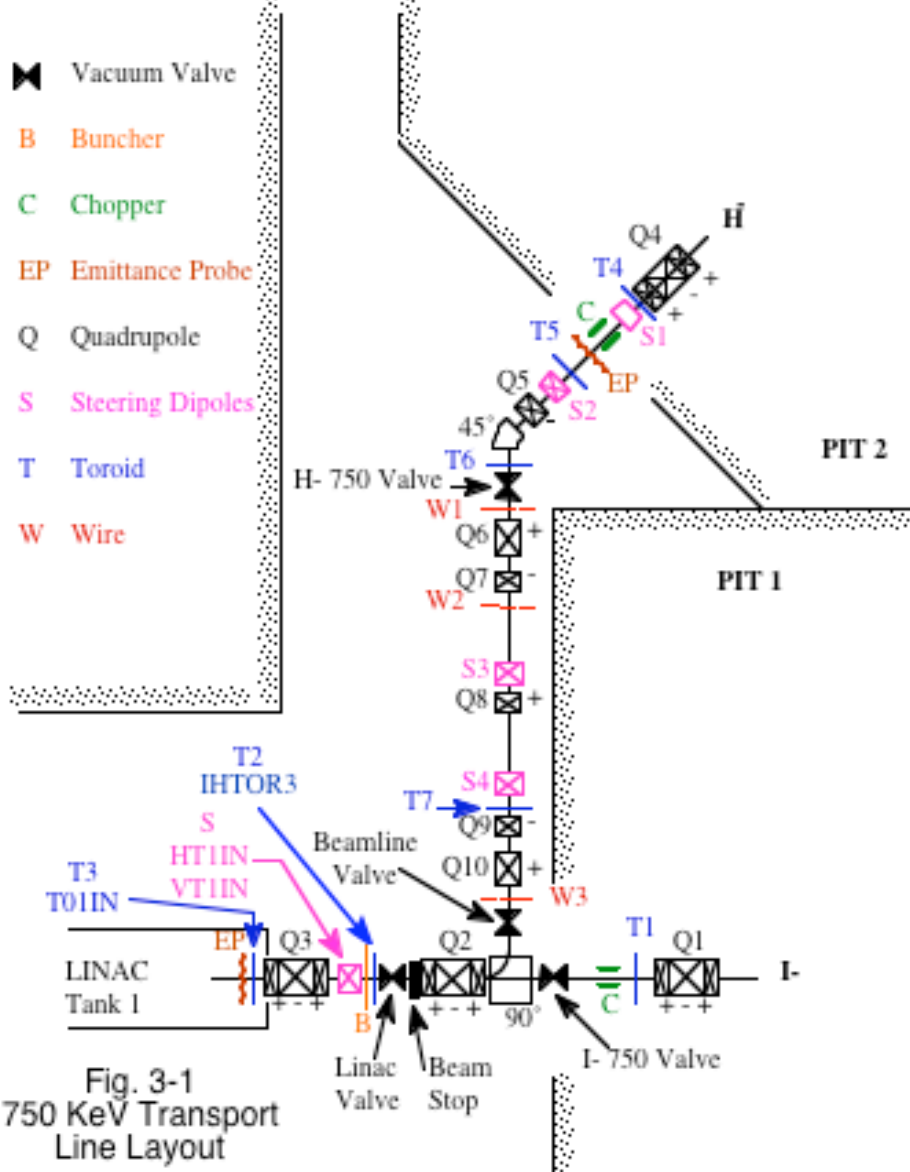 Vacuum Valve
B Buncher
C Chopper
EP Emittance Probe
Q Quadrupole
S Steering Dipoles
T Toroid
W Wire
H-
Q4
T4
+
-
+
C
S1
T5
EP
Q5
-
S2
45°
PIT 2
T6
H- 750 Valve
W1
Q6 +
Q7 -
PIT 1
W2
S3
Q8 +
T2
IHTOR3
S4
T7
Q9 -
S
HT1IN
VT1IN
Beamline
Valve
Q10 +
T3
T01IN
W3
EP
Q3
Q2
T1
Q1
LINAC
Tank 1
I-
+ - +
+ - +
+ - +
B
90°
C
Linac
Valve
Beam
Stop
I- 750 Valve
Fig. 3-1
750 KeV Transport
Line Layout